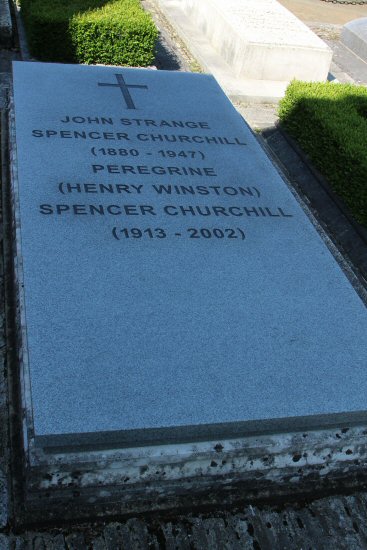 JOHN STRANGE
SPENCER CHURCHILL
(1880 - 1947)
PEREGRINE
(HENRY WINSTON)
SPENCER CHURCHILL
(1913 - 2002)